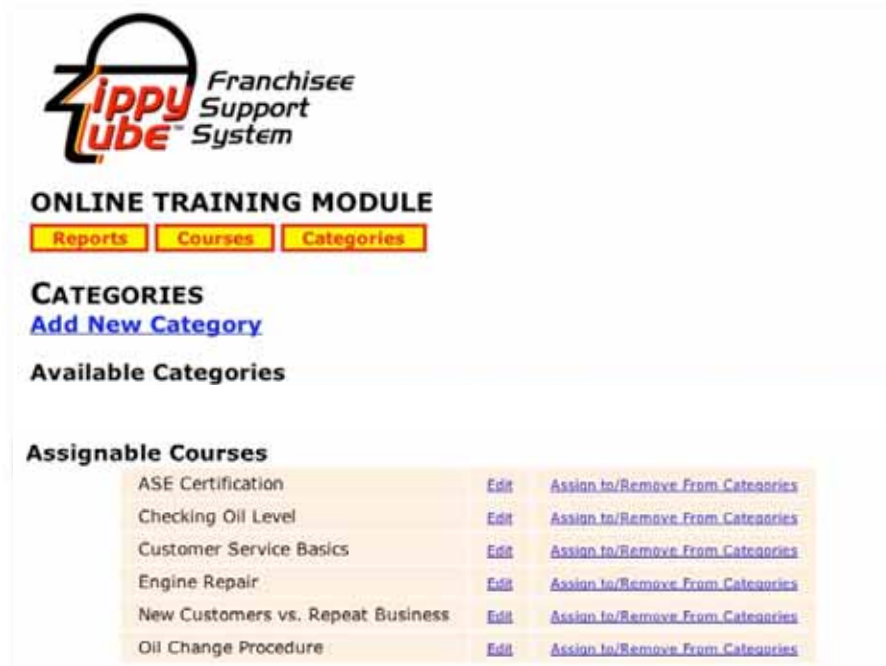 Zippy Franchisee
Lube™ Support
System
ONLINE TRAINING MODULE
Reports Courses Categories
CATEGORIES
Add New Category
Available Categories
Assignable Courses
ASE Certification Edit Assign to/Remove From Categories
Checking Oil Level Edit Assign to/Remove From Categories
Customer Service Basics Edit Assign to/Remove From Categories
Engine Repair Edit Assign to/Remove From Categories
New Customers vs. Repeat Business Edit Assign to/Remove From Categories
Oil Change Procedure Edit Assign to/Remove From Categories